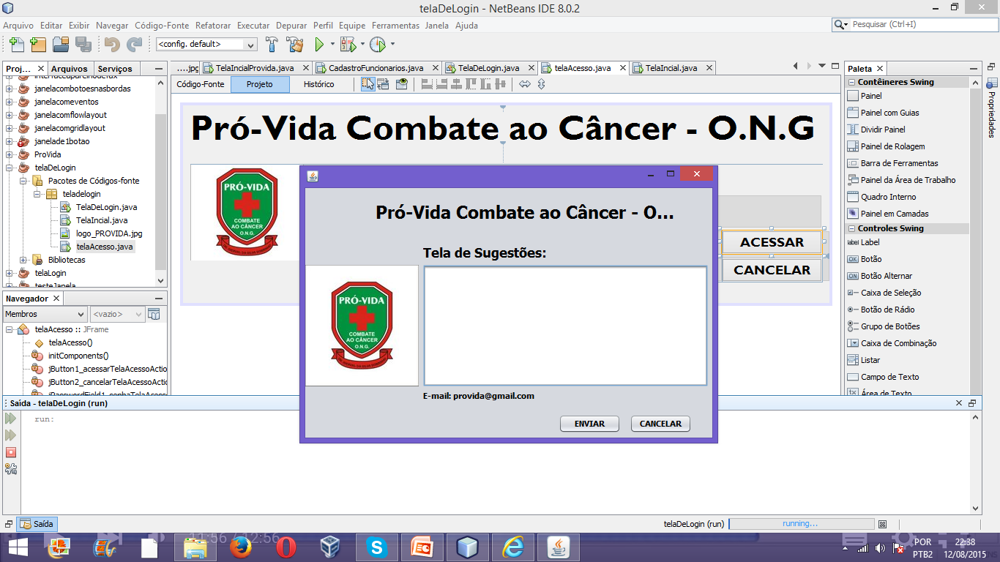 telaDeLogin - NetBeans IDE 8.0.2
Arquivo Editar Exibir Navegar Código-Fonte Refatorar Executar Depurar Perfil Equipe Ferramentas Janela Ajuda
Pesquisar (Ctrl+I)
<config. default>
Proj... Arquivos Serviços
....jpg TelaIncialProvida.java CadastroFuncionarios.java TelaDeLogin.java telaAcesso.java TelaIncial.java
Código-Fonte Projeto Histórico
janelacombotoesnasbordas
janelacomeventos
janelacomflowlayout
janelacomgridlayout
janelade1botao
ProVida
telaDeLogin
Pacotes de Códigos-fonte
teladelogin
TelaDeLogin.java
TelaIncial.java
logo_PROVIDA.jpg
telaAcesso.java
Bibliotecas
telaLogin
testeJanela
Navegador
Membros <vazio>
telaAcesso :: JFrame
telaAcesso()
initComponents()
jButton1_acessarTelaAcessoActio
jButton2_cancelarTelaAcessoActio
Pró-Vida Combate ao Câncer - O.N.G
PRÓ-VIDA
COMBATE
AO CÂNCER
O.N.G.
ACESSAR
CANCELAR
Pró-Vida Combate ao Câncer - O...
Tela de Sugestões:
PRÓ-VIDA
COMBATE
AO CÂNCER
O.N.G.
E-mail: provida@gmail.com
ENVIAR CANCELAR
Paleta
Contêineres Swing
Painel
Painel com Guias
Dividir Painel
Painel de Rolagem
Barra de Ferramentas
Painel da Área de Trabalho
Quadro Interno
Painel em Camadas
Controles Swing
label Label
OK Botão
ON Botão Alternar
Caixa de Seleção
Botão de Rádio
Grupo de Botões
Caixa de Combinação
Listar
Campo de Texto
Área de Texto
Propriedades
Saída - telaDeLogin (run)
run:
Saída
telaDeLogin (run) running...
11:56 / 12:56
POR
PTB2
22:38
12/08/2015